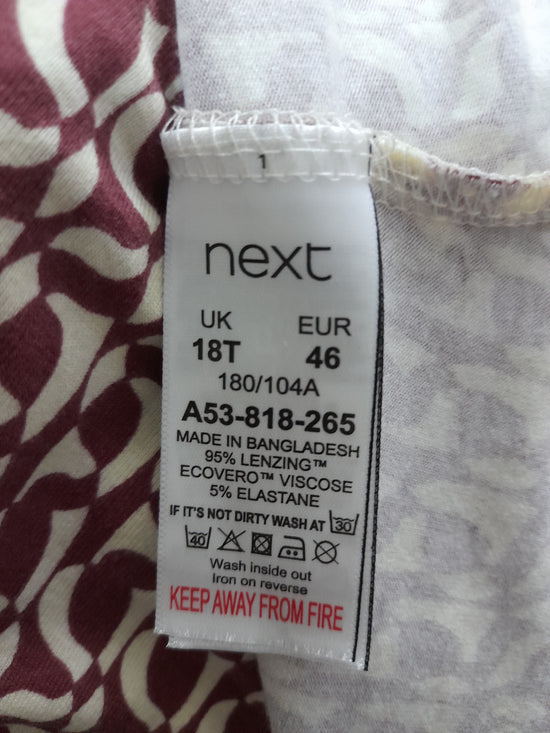 1
next
UK EUR
18T 46
180/104A
A53-818-265
MADE IN BANGLADESH
95% LENZING™
ECOVERO™ VISCOSE
5% ELASTANE
IF IT'S NOT DIRTY WASH AT 30
40
Wash inside out
Iron on reverse
KEEP AWAY FROM FIRE